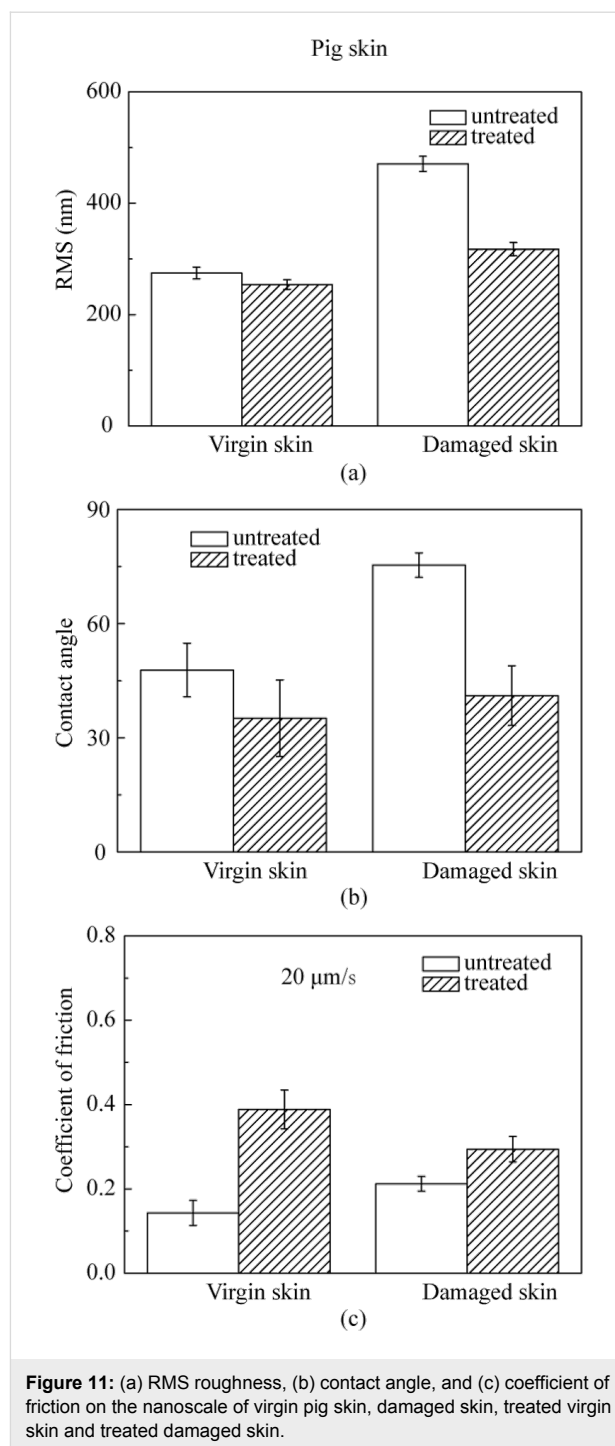 Pig skin
600
400
200
0
RMS (nm)
untreated
treated
Virgin skin Damaged skin
(a)
90
60
30
0
Contact angle
untreated
treated
Virgin skin Damaged skin
(b)
0.8
0.6
0.4
0.2
0.0
Coefficient of friction
20 μm/s
untreated
treated
Virgin skin Damaged skin
(c)
Figure 11: (a) RMS roughness, (b) contact angle, and (c) coefficient of
friction on the nanoscale of virgin pig skin, damaged skin, treated virgin
skin and treated damaged skin.